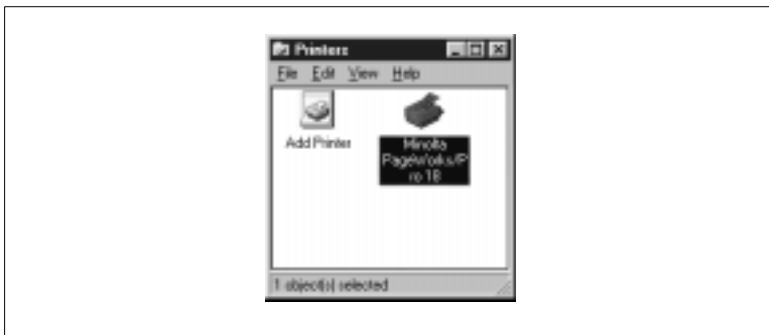 Printers
File Edit View Help
Add Printer
Minolta
PageWorks/P
ro 18
1 object(s) selected